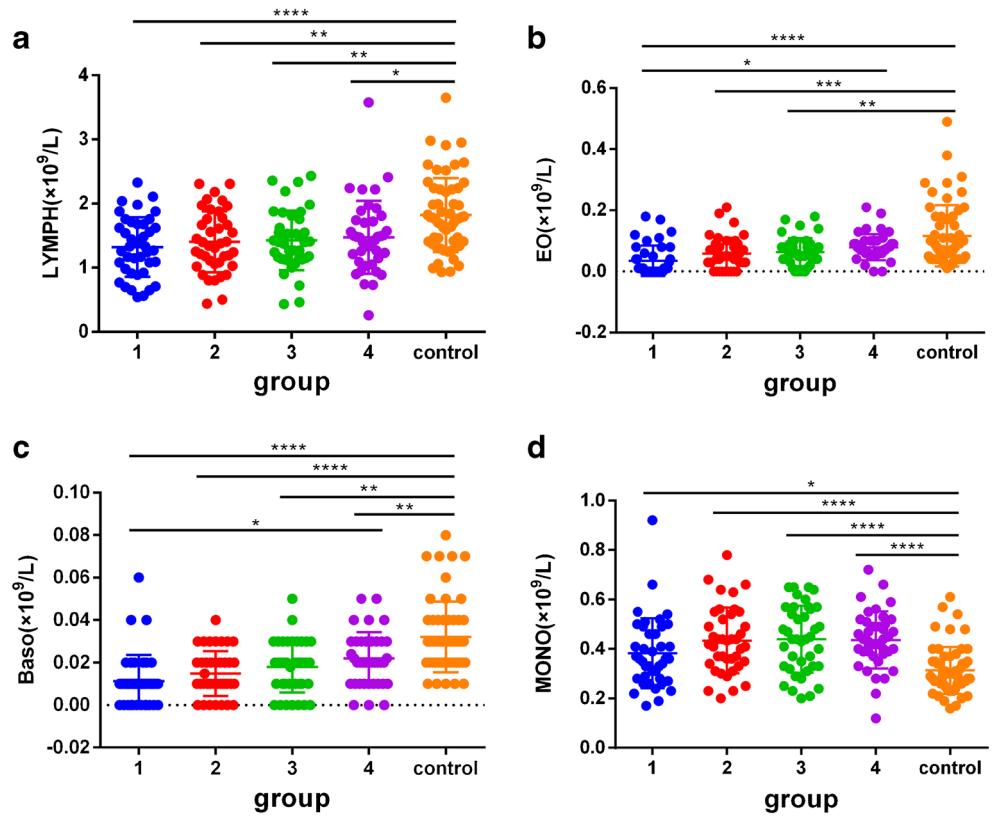 a
****
**
**
*
LYMPH(×10⁹/L)
4
3
2
1
0
1 2 3 4 control
group
b
****
*
***
**
EO(×10⁹/L)
0.6
0.4
0.2
0.0
-0.2
1 2 3 4 control
group
c
****
****
**
**
*
Baso(×10⁹/L)
0.10
0.08
0.06
0.04
0.02
0.00
-0.02
1 2 3 4 control
group
d
*
****
****
****
MONO(×10⁹/L)
1.0
0.8
0.6
0.4
0.2
0.0
1 2 3 4 control
group